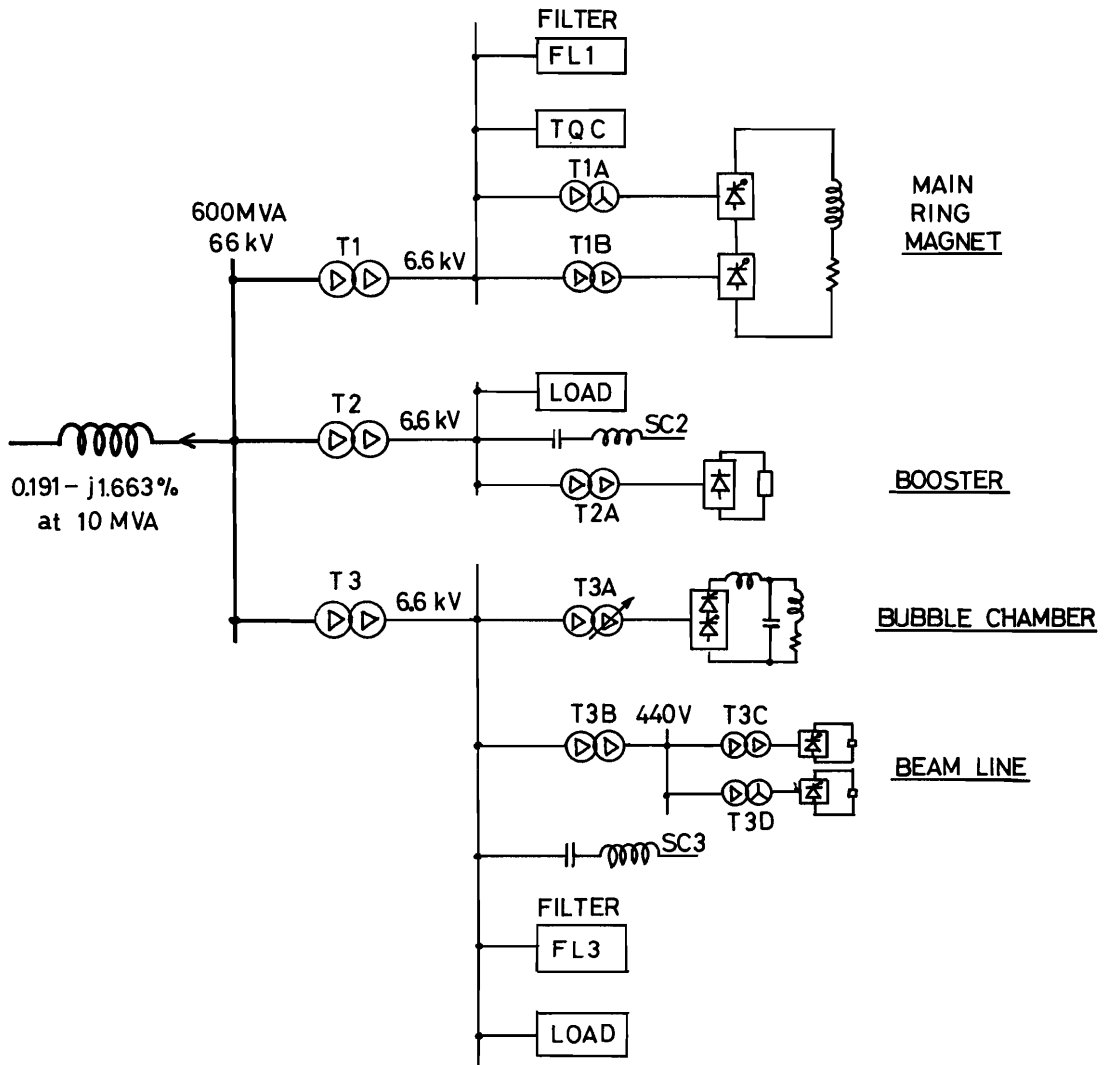 FILTER
FL1
TQC
T1A
MAIN
RING
MAGNET
600MVA
66 kV
T1
6.6 kV
T1B
LOAD
T2
6.6 kV
SC2
0.191 - j1.663%
at 10 MVA
T2A
BOOSTER
T3
6.6 kV
T3A
BUBBLE CHAMBER
T3B
440V
T3C
BEAM LINE
T3D
SC3
FILTER
FL3
LOAD